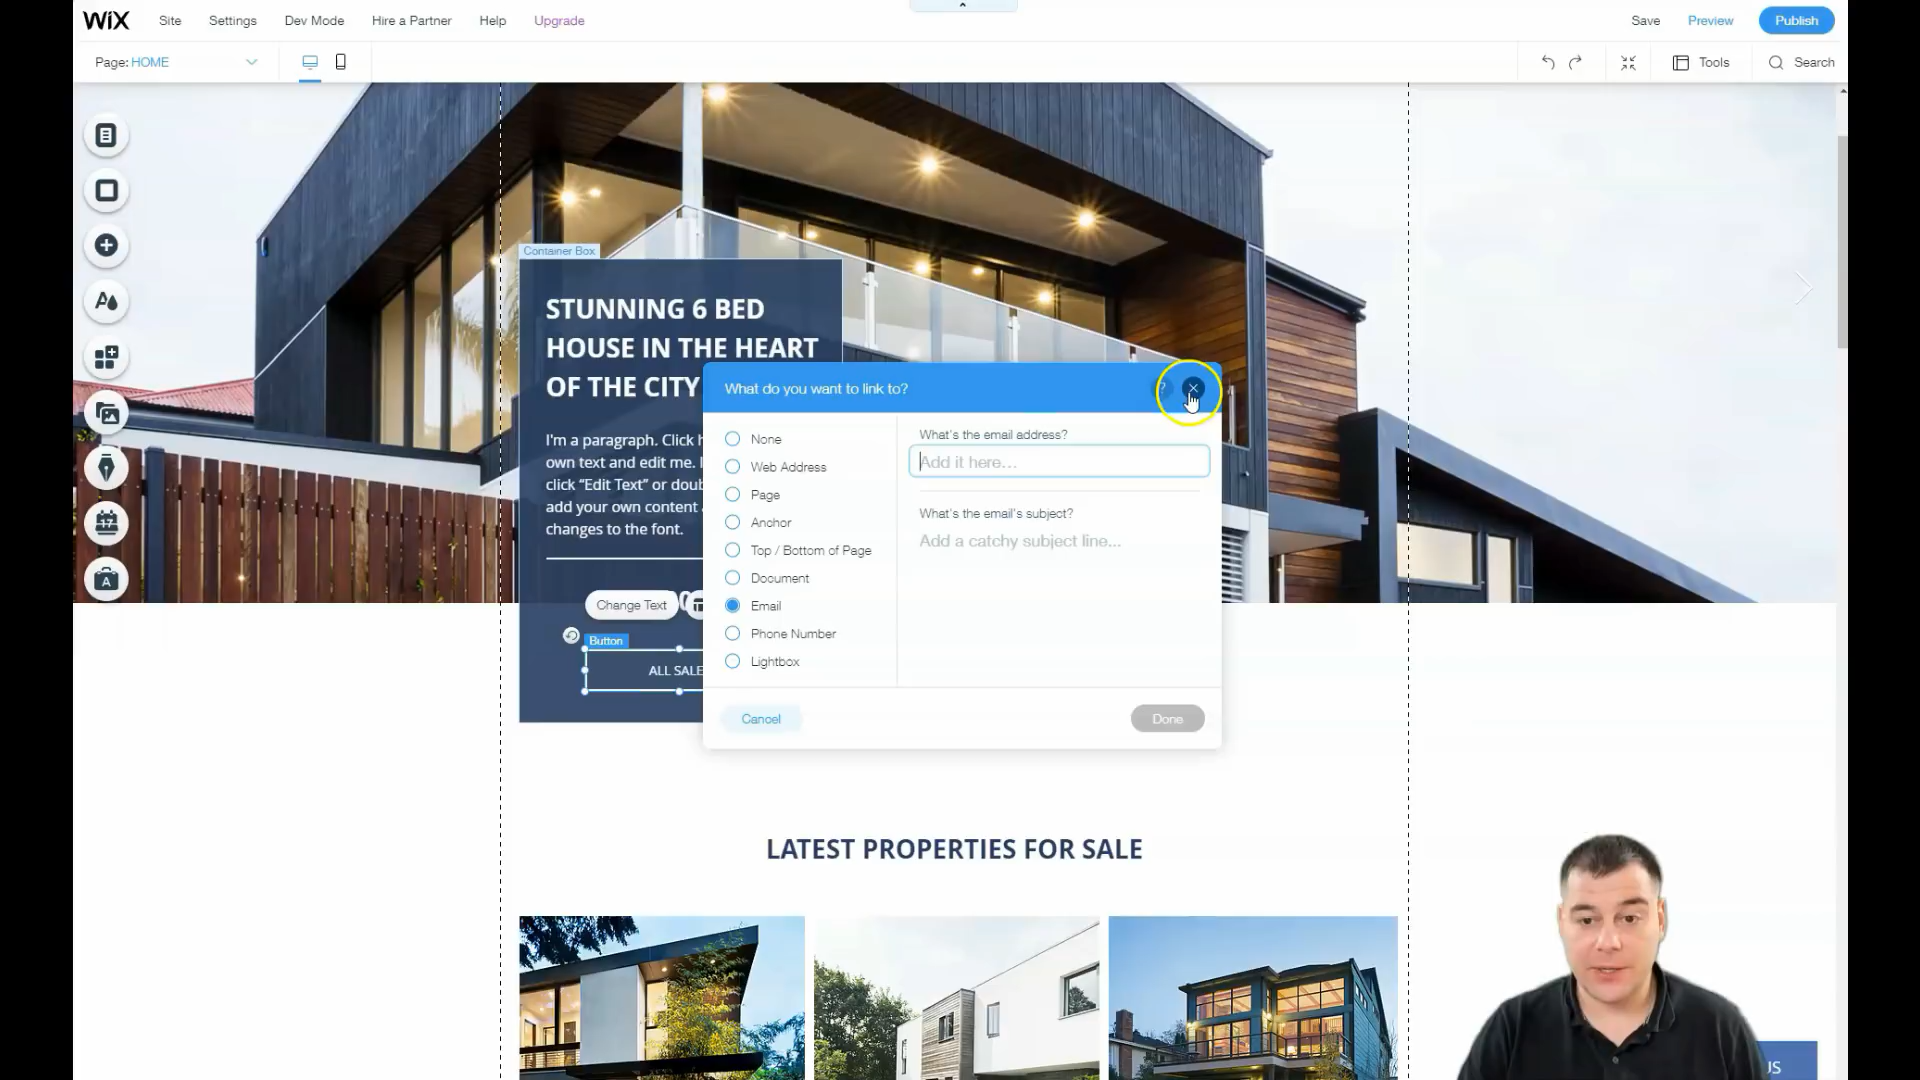 WiX Site Settings Dev Mode Hire a Partner Help Upgrade Save Preview Publish
Page: HOME Tools Search
Container Box
STUNNING 6 BED
HOUSE IN THE HEART
OF THE CITY
I'm a paragraph. Click
own text and edit me.
click “Edit Text” or
add your own content
changes to the font.
Change Text
Button
ALL SALE
What do you want to link to?
?
None
Web Address
Page
Anchor
Top / Bottom of Page
Document
Email
Phone Number
Lightbox
What's the email address?
Add it here...
What's the email's subject?
Add a catchy subject line...
Cancel
Done
17
A
LATEST PROPERTIES FOR SALE
US